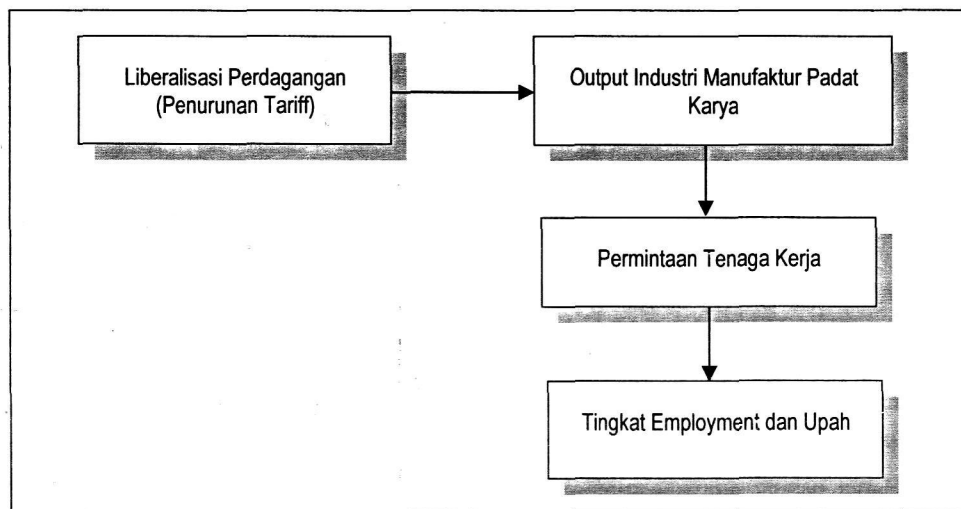 Liberalisasi Perdagangan
(Penurunan Tariff)
Output Industri Manufaktur Padat
Karya
Permintaan Tenaga Kerja
Tingkat Employment dan Upah